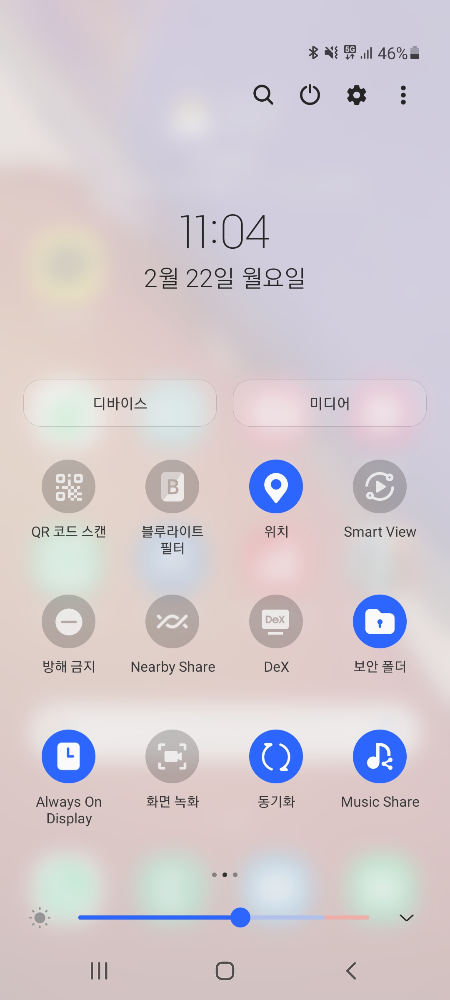 5G 46%
11:04
2월 22일 월요일
디바이스 미디어
B
QR 코드 스캔 블루라이트 위치 Smart View
필터
DeX
방해 금지 Nearby Share DeX 보안 폴더
Always On 화면 녹화 동기화 Music Share
Display